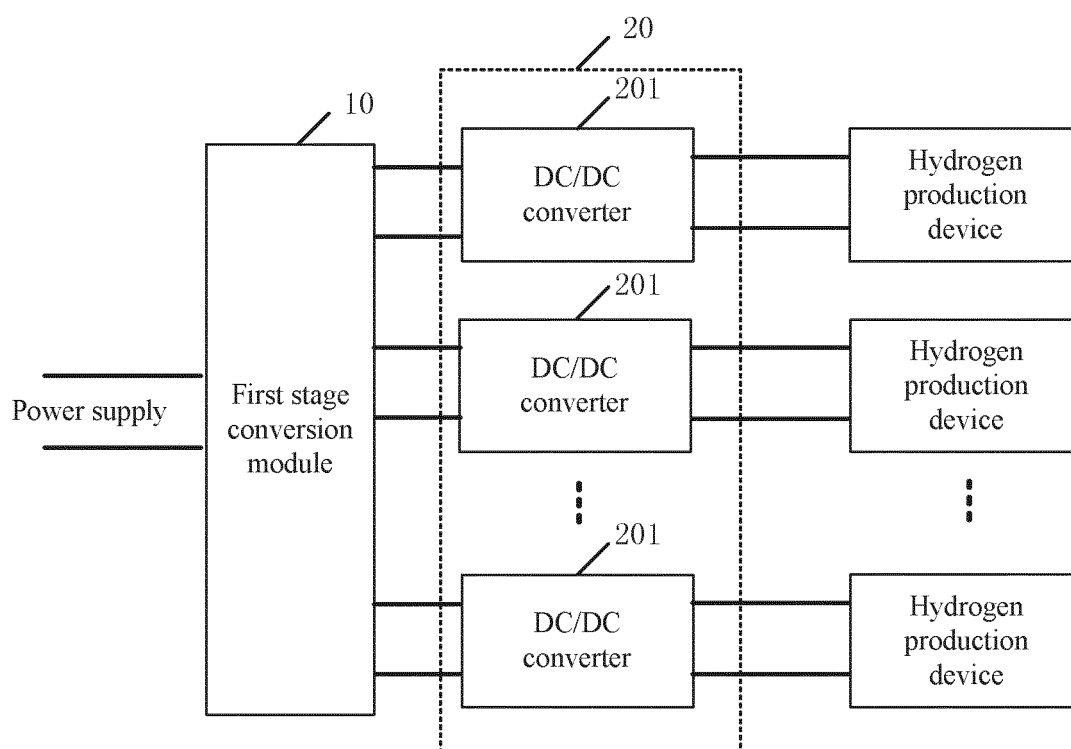 20
10
201
DC/DC
converter
Hydrogen
production
device
201
DC/DC
converter
Hydrogen
production
device
Power supply
First stage
conversion
module
201
DC/DC
converter
Hydrogen
production
device